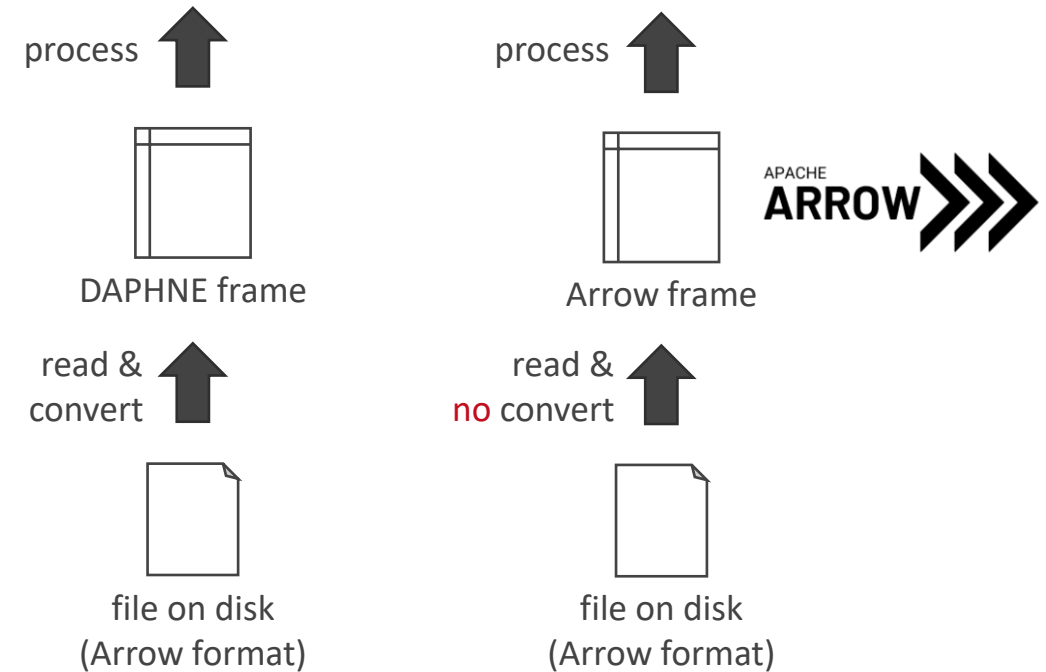 process
DAPHNE frame
read &
convert
file on disk
(Arrow format)
process
Arrow frame
APACHE
ARROW
read &
no convert
file on disk
(Arrow format)